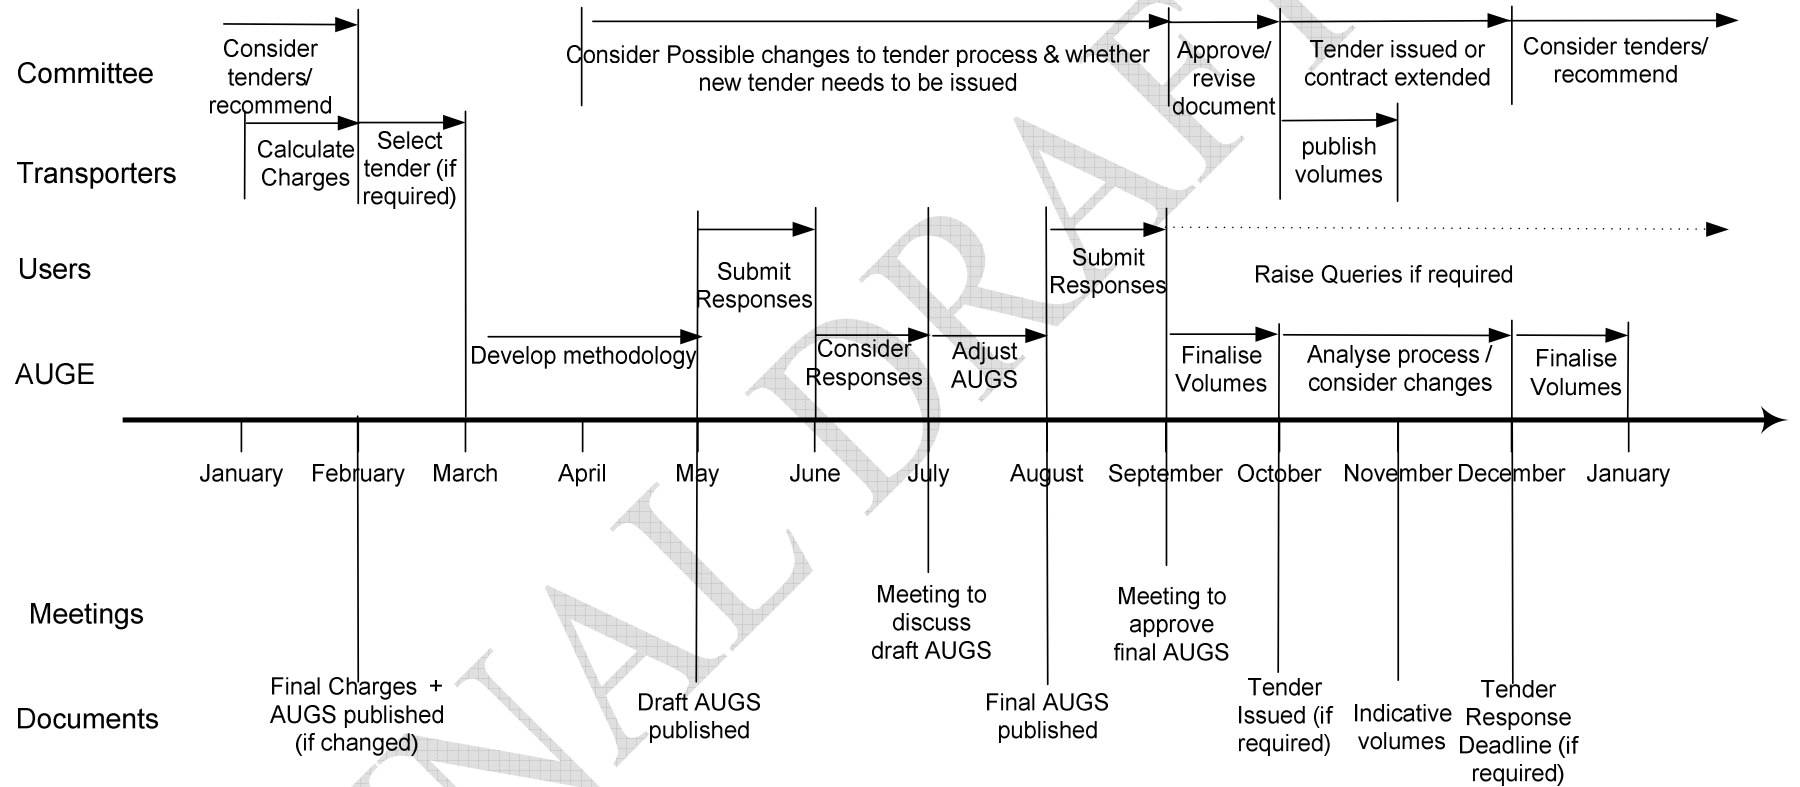 Committee
Consider
tenders/
recommend
Consider Possible changes to tender process & whether
new tender needs to be issued
Approve/
revise
document
Tender issued or
contract extended
Consider tenders/
recommend
Transporters
Calculate
Charges
Select
tender (if
required)
publish
volumes
Users
Submit
Responses
Submit
Responses
Raise Queries if required
AUGE
Develop methodology
Consider
Responses
Adjust
AUGS
Finalise
Volumes
Analyse process /
consider changes
Finalise
Volumes
January February March April May June July August September October November December January
Meetings
Meeting to
discuss
draft AUGS
Meeting to
approve
final AUGS
Documents
Final Charges +
AUGS published
(if changed)
Draft AUGS
published
Final AUGS
published
Tender
Issued (if
required)
Indicative
volumes
Tender
Response
Deadline (if
required)
NAL DRAFT